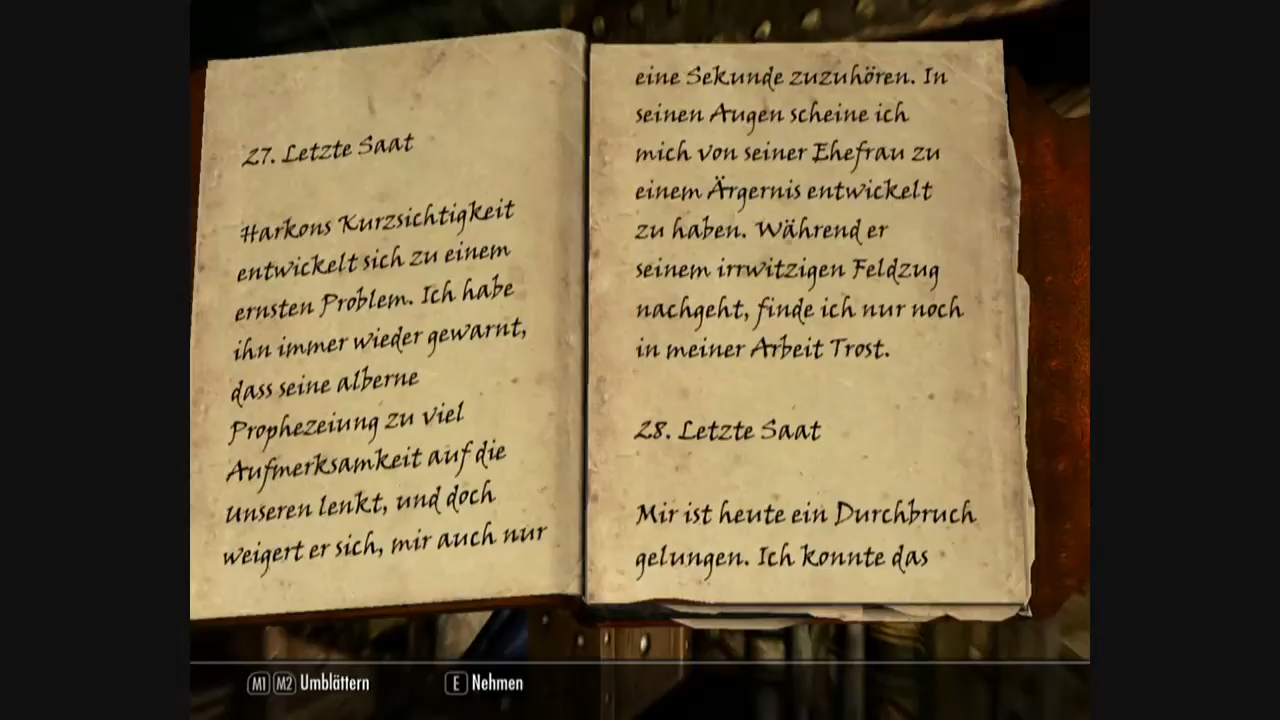 27. Letzte Saat
Harkons Kurzsichtigkeit
entwickelt sich zu einem
ernsten Problem. Ich habe
ihn immer wieder gewarnt,
dass seine alberne
Prophezeiung zu viel
Aufmerksamkeit auf die
Unseren lenkt, und doch
weigert er sich, mir auch nur
eine Sekunde zuzuhören. In
seinen Augen scheine ich
mich von seiner Ehefrau zu
einem Ärgernis entwickelt
zu haben. Während er
seinem irrwitzigen Feldzug
nachgeht, finde ich nur noch
in meiner Arbeit Trost.
28. Letzte Saat
Mir ist heute ein Durchbruch
gelungen. Ich konnte das
M1 M2 Umblättern
E Nehmen